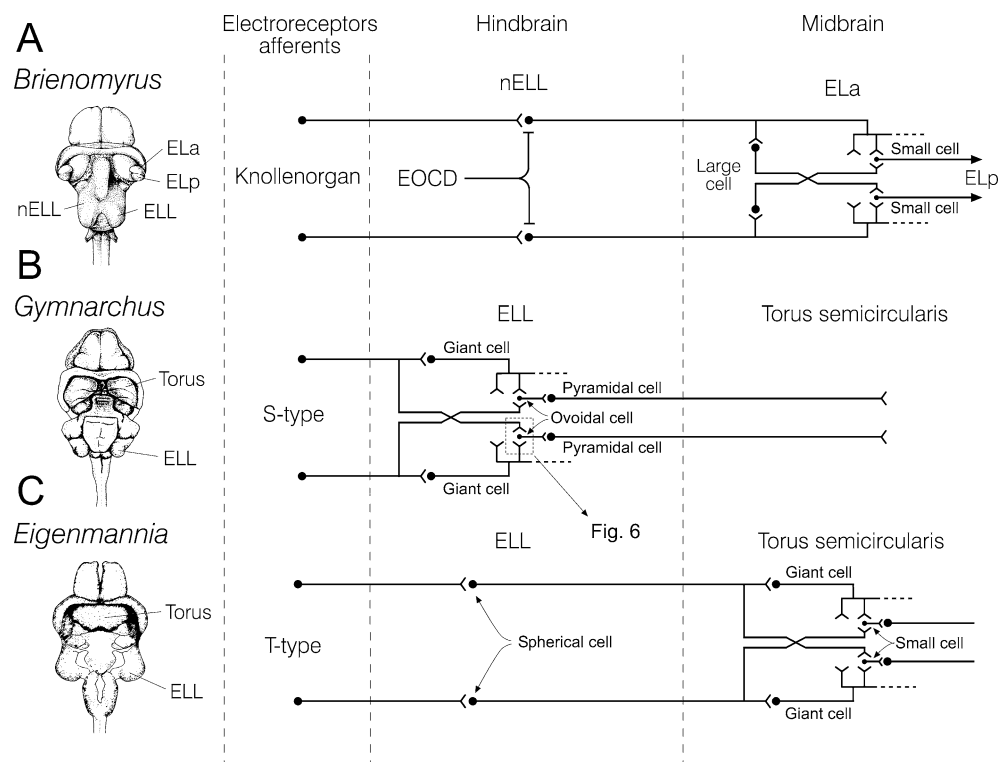 Electroreceptors
afferents
Hindbrain
Midbrain
A
Brienomyrus
nELL
ELa
ELa
ELp
nELL
ELL
Knollenorgan
EOCD
Large
cell
Small cell
ELp
Small cell
B
Gymnarchus
ELL
Torus semicircularis
Torus
ELL
S-type
Giant cell
Pyramidal cell
Ovoidal cell
Pyramidal cell
Giant cell
Fig. 6
C
Eigenmannia
ELL
Torus semicircularis
Torus
ELL
T-type
Spherical cell
Giant cell
Small cell
Giant cell